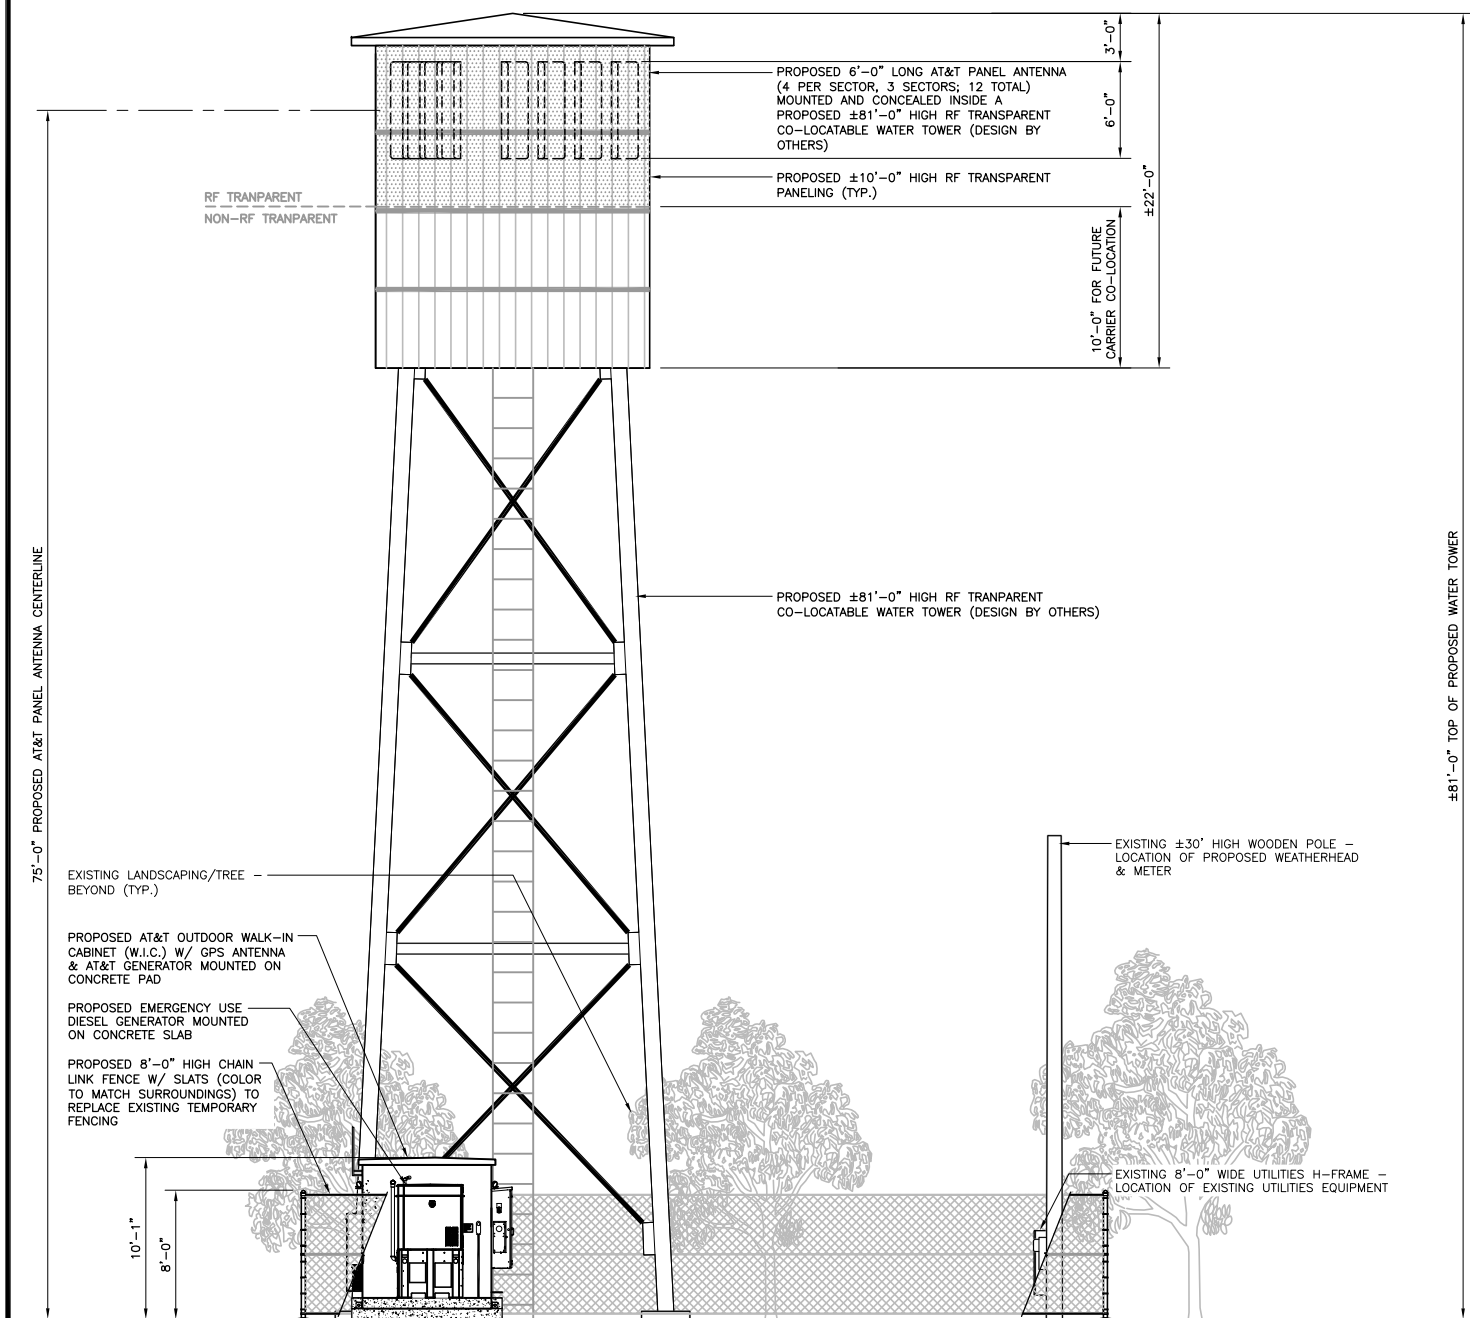 3'-0"
PROPOSED 6'-0" LONG AT&T PANEL ANTENNA
(4 PER SECTOR, 3 SECTORS; 12 TOTAL)
MOUNTED AND CONCEALED INSIDE A
PROPOSED ±81'-0" HIGH RF TRANSPARENT
CO-LOCATABLE WATER TOWER (DESIGN BY
OTHERS)
6'-0"
PROPOSED ±10'-0" HIGH RF TRANSPARENT
PANELING (TYP.)
±22'-0"
RF TRANPARENT
NON-RF TRANPARENT
10'-0" FOR FUTURE
CARRIER CO-LOCATION
75'-0" PROPOSED AT&T PANEL ANTENNA CENTERLINE
±81'-0" TOP OF PROPOSED WATER TOWER
PROPOSED ±81'-0" HIGH RF TRANPARENT
CO-LOCATABLE WATER TOWER (DESIGN BY OTHERS)
EXISTING ±30' HIGH WOODEN POLE -
LOCATION OF PROPOSED WEATHERHEAD
& METER
EXISTING LANDSCAPING/TREE -
BEYOND (TYP.)
PROPOSED AT&T OUTDOOR WALK-IN
CABINET (W.I.C.) W/ GPS ANTENNA
& AT&T GENERATOR MOUNTED ON
CONCRETE PAD
PROPOSED EMERGENCY USE
DIESEL GENERATOR MOUNTED
ON CONCRETE SLAB
PROPOSED 8'-0" HIGH CHAIN
LINK FENCE W/ SLATS (COLOR
TO MATCH SURROUNDINGS) TO
REPLACE EXISTING TEMPORARY
FENCING
EXISTING 8'-0" WIDE UTILITIES H-FRAME -
LOCATION OF EXISTING UTILITIES EQUIPMENT
10'-1"
8'-0"